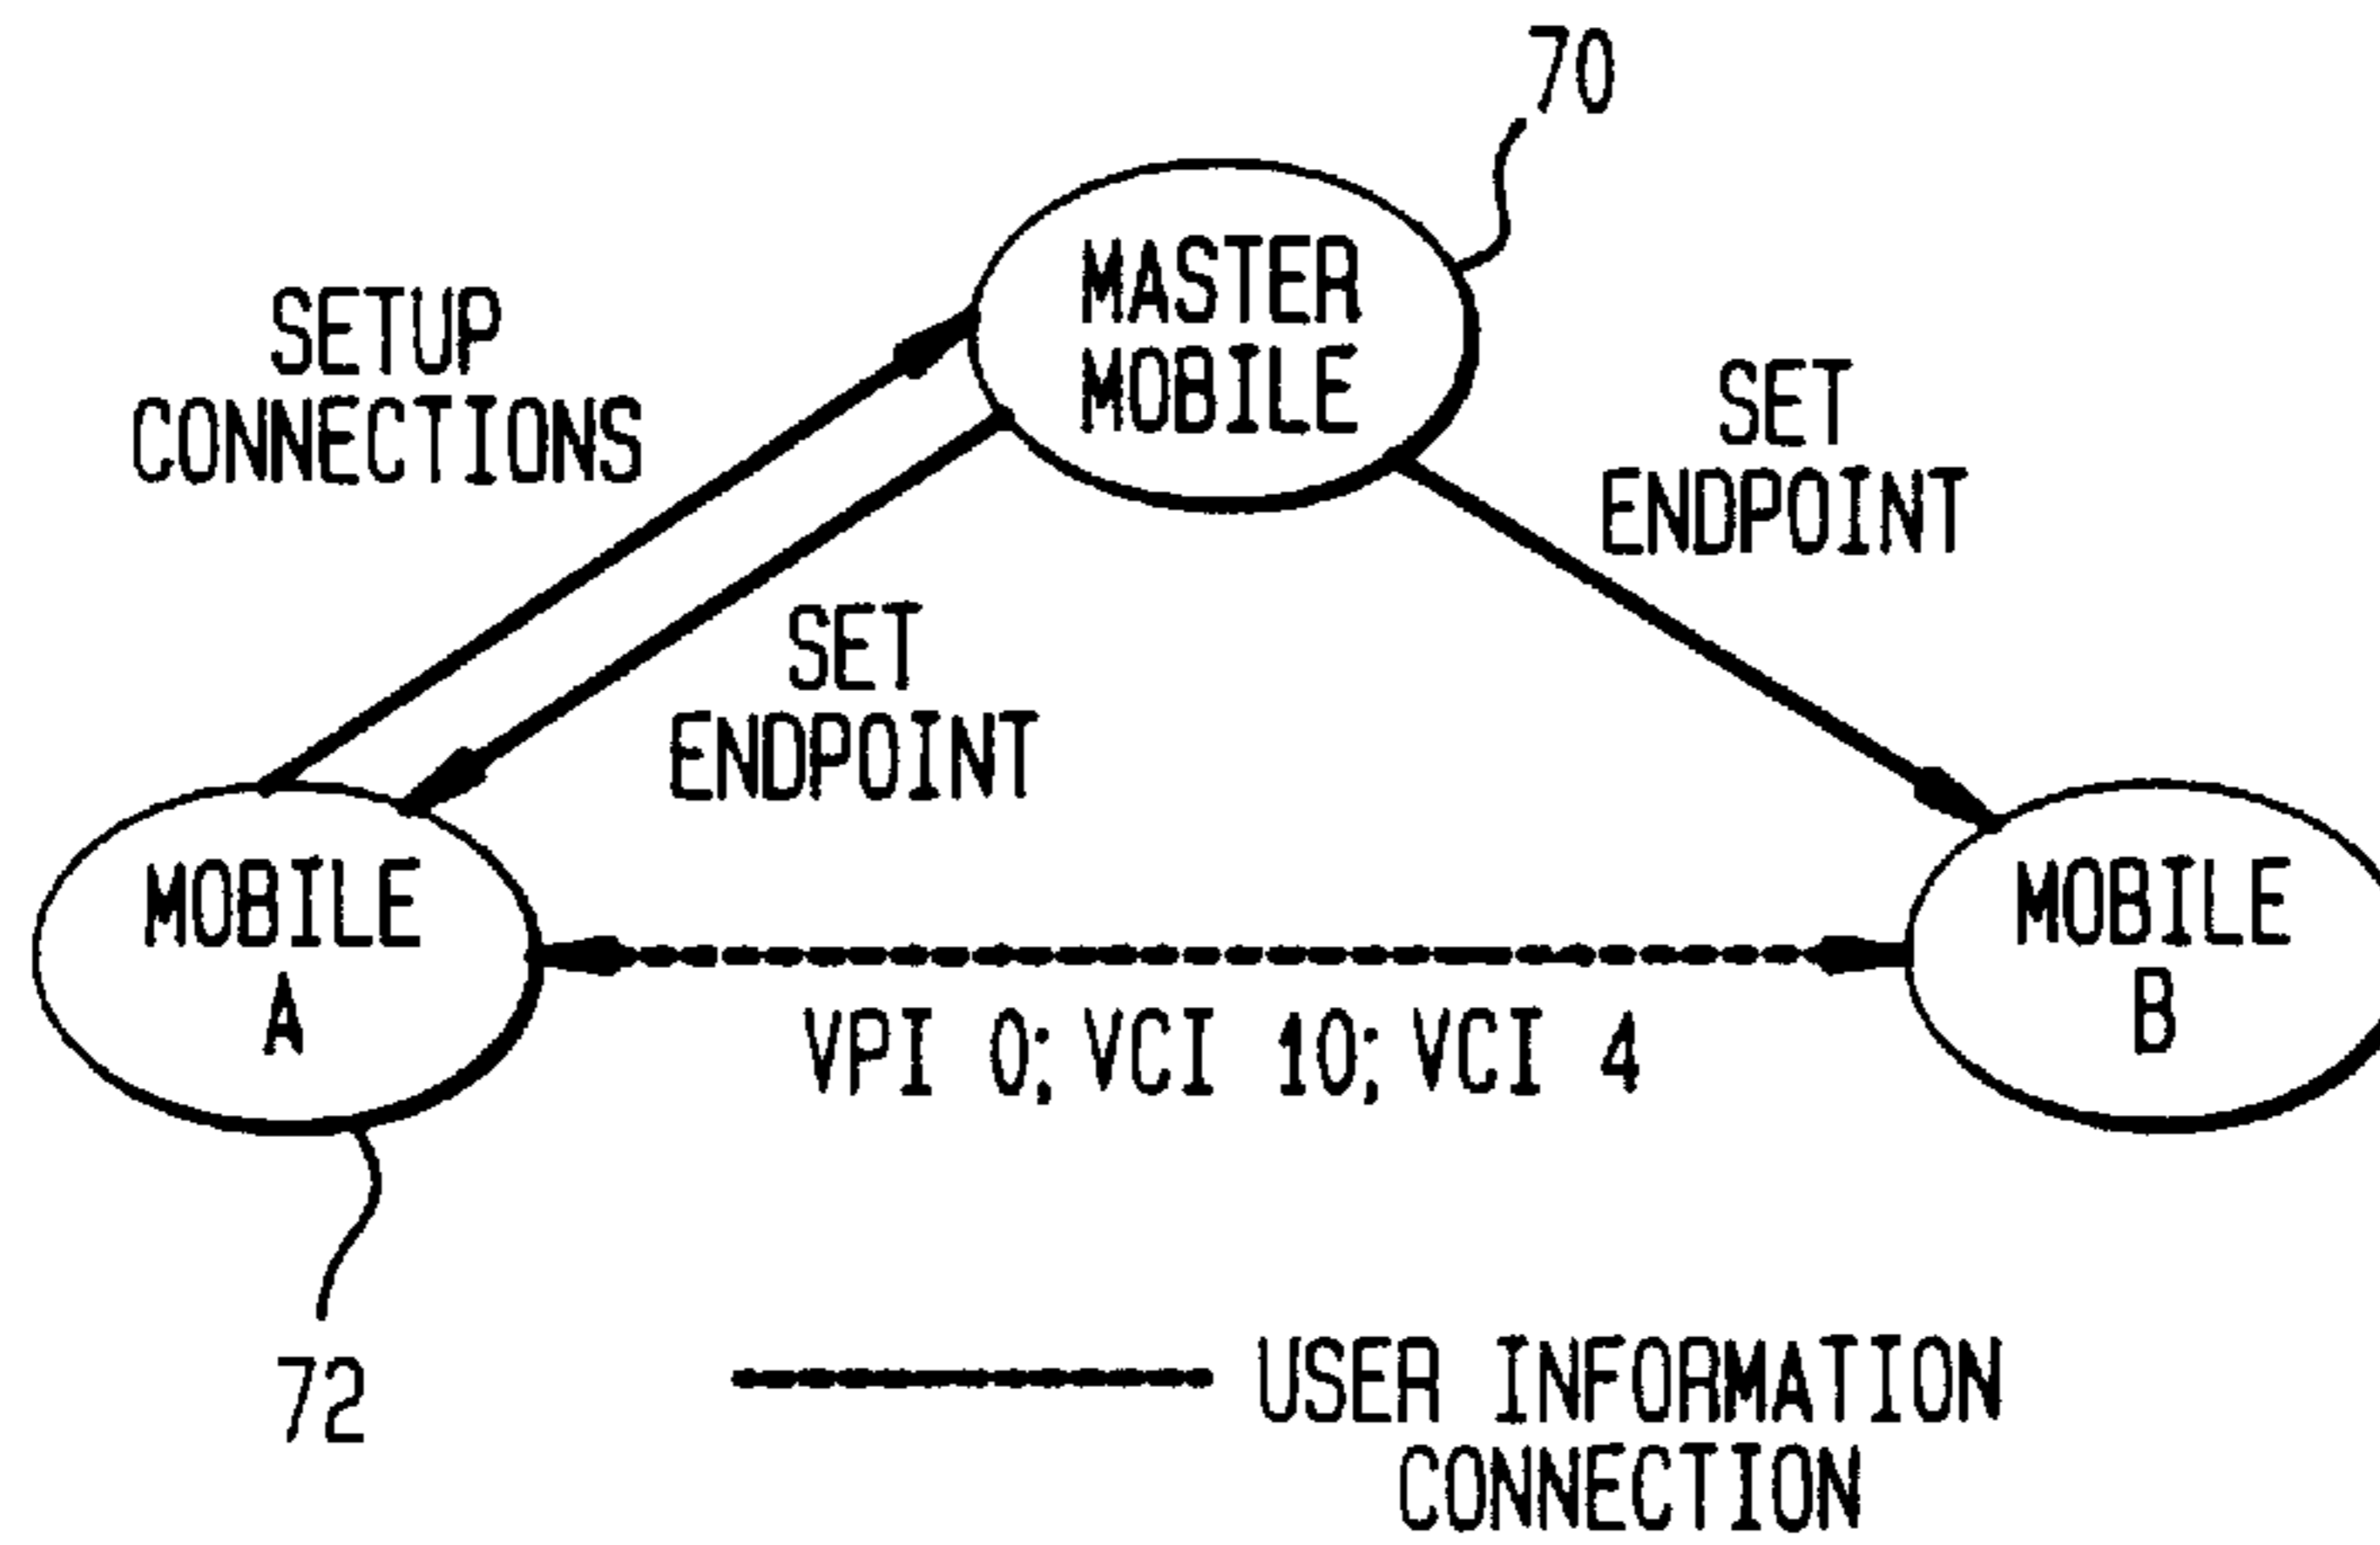 70
MASTER
MOBILE
SETUP
CONNECTIONS
SET
ENDPOINT
SET
ENDPOINT
MOBILE
A
MOBILE
B
VPI 0; VCI 10; VCI 4
72
USER INFORMATION
CONNECTION